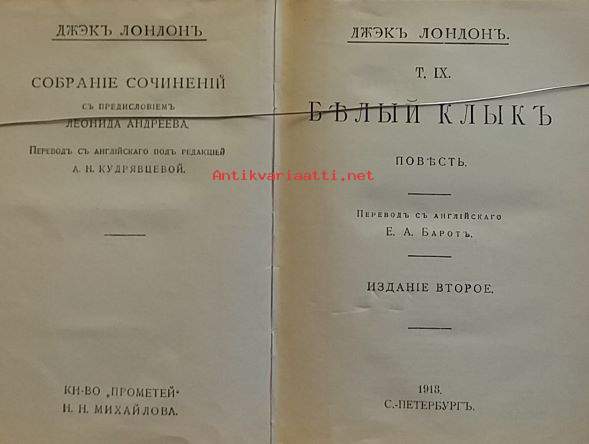 ДЖЭКЪ ЛОНДОНЪ
СОБРАНІЕ СОЧИНЕНІЙ
СЪ ПРЕДИСЛОВІЕМЪ
ЛЕОНИДА АНДРЕЕВА.
ПЕРЕВОДЪ СЪ АНГЛІЙСКАГО ПОДЪ РЕДАКЦІЕЙ
А. Н. КУДРЯВЦЕВОЙ.
КН-ВО „ПРОМЕТЕЙ"
Н. Н. МИХАЙЛОВА.
ДЖЭКЪ ЛОНДОНЪ.
Т. IX.
БѢЛЫЙ КЛЫКЪ
ПОВѢСТЬ.
ПЕРЕВОДЪ СЪ АНГЛІЙСКАГО
Е. А. БАРОТЪ.
ИЗДАНІЕ ВТОРОЕ.
1913.
С.-ПЕТЕРБУРГЪ.
Antikvariaatti.net